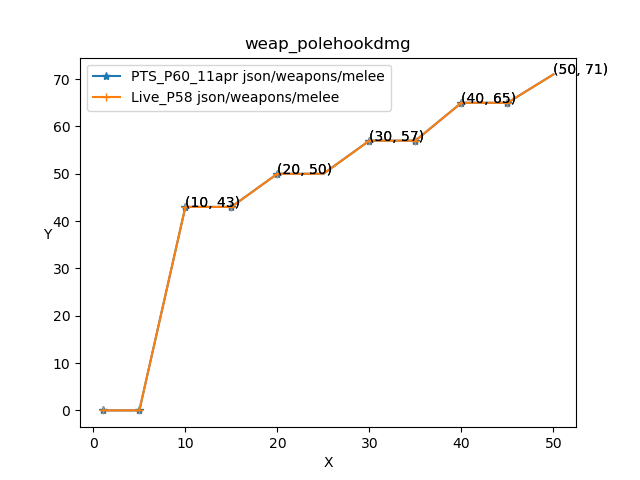 weap_polehookdmg
PTS_P60_11apr json/weapons/melee
Live_P58 json/weapons/melee
(50, 71)
(40, 65)
(30, 57)
(20, 50)
(10, 43)
70
60
50
40
30
20
10
0
Y
0 10 20 30 40 50
X